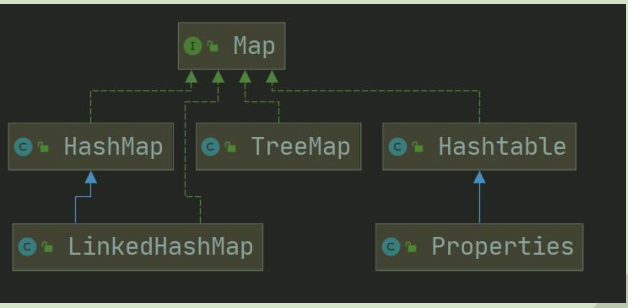 I Map
C HashMap
C TreeMap
C Hashtable
C LinkedHashMap
C Properties